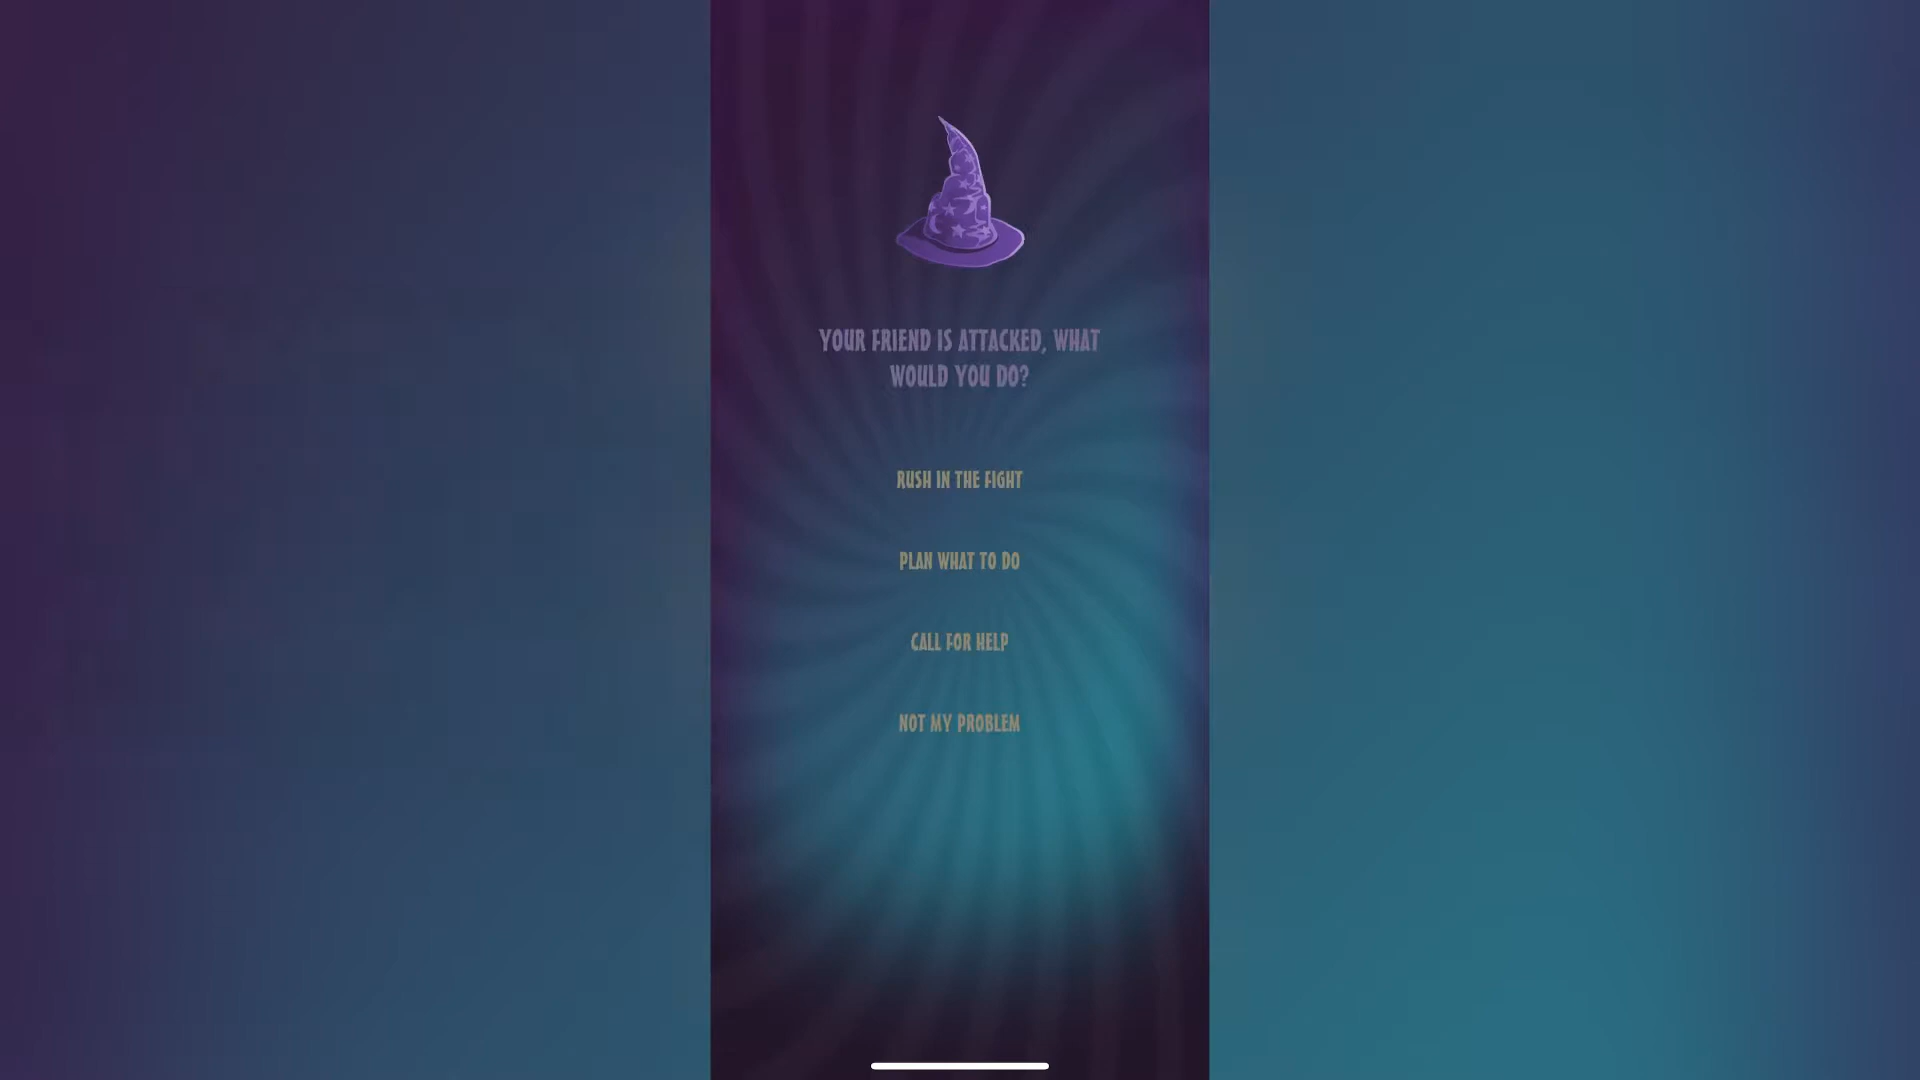 YOUR FRIEND IS ATTACKED, WHAT
WOULD YOU DO?
RUSH IN THE FIGHT
PLAN WHAT TO DO
CALL FOR HELP
NOT MY PROBLEM